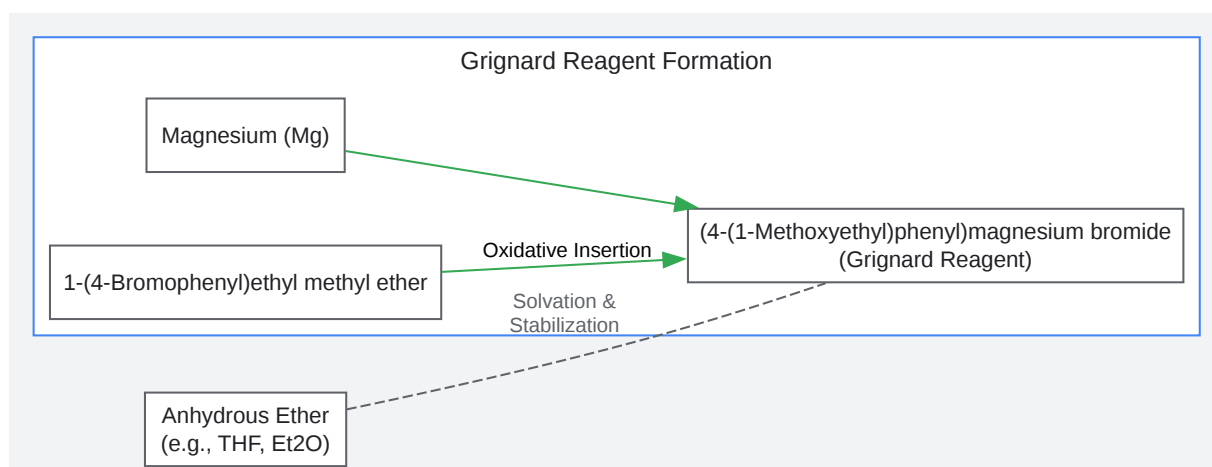 Grignard Reagent Formation
Magnesium (Mg)
(4-(1-Methoxyethyl)phenyl)magnesium bromide
(Grignard Reagent)
Oxidative Insertion
1-(4-Bromophenyl)ethyl methyl ether
Solvation &
Stabilization
Anhydrous Ether
(e.g., THF, Et2O)